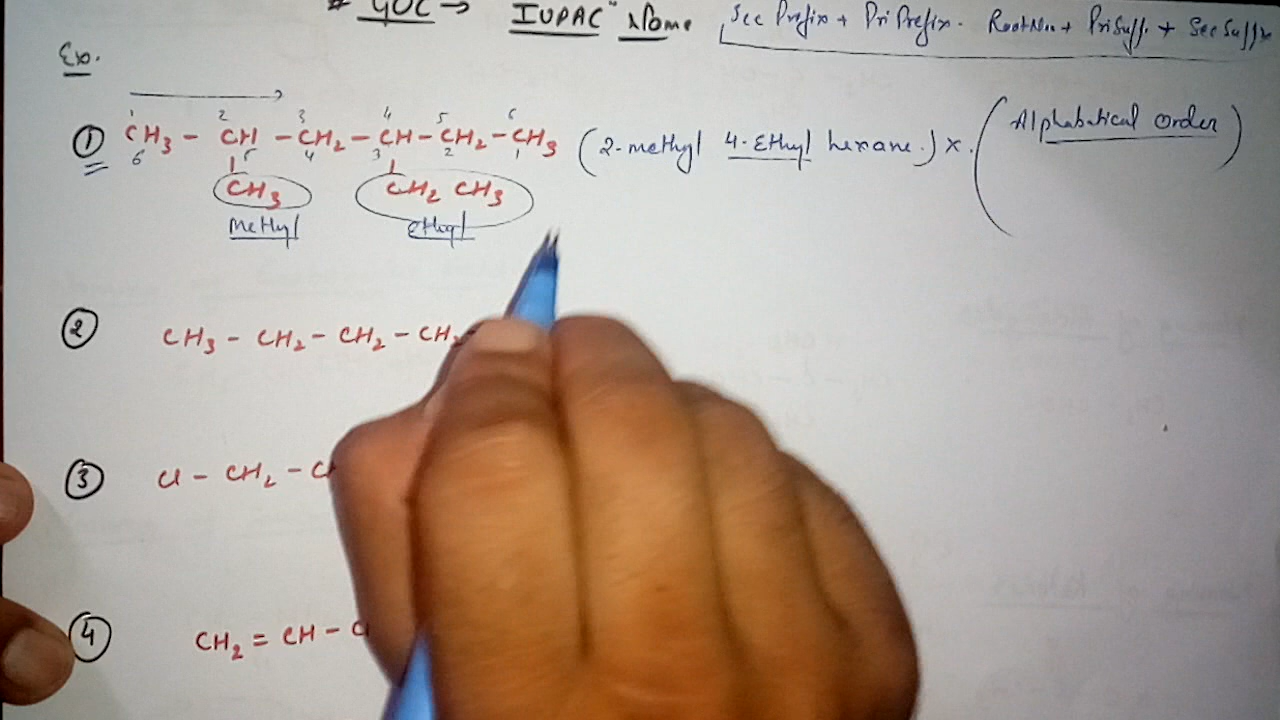 # GOC → IUPAC Name Sec Prefix + Pri Prefix. Root Nm + Pri Suff. + Sec Suffix
Ex.
1 2 3 4 5 6
① CH3 - CH - CH2 - CH - CH2 - CH3 (2-methyl 4-Ethyl hexane.) x. (Alphabatical order)
6 5 4 3 2 1
CH3 CH2 CH3
Methyl Ethyl
② CH3 - CH2 - CH2 - CH2
③ Cl - CH2 - C
④ CH2 = CH - C